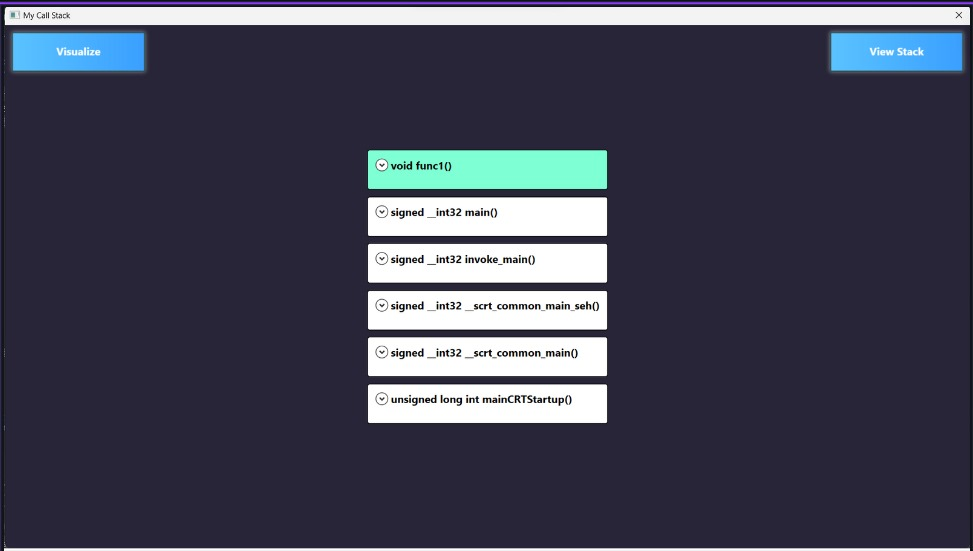 My Call Stack
Visualize
View Stack
void func1()
signed __int32 main()
signed __int32 invoke_main()
signed __int32 __scrt_common_main_seh()
signed __int32 __scrt_common_main()
unsigned long int mainCRTStartup()